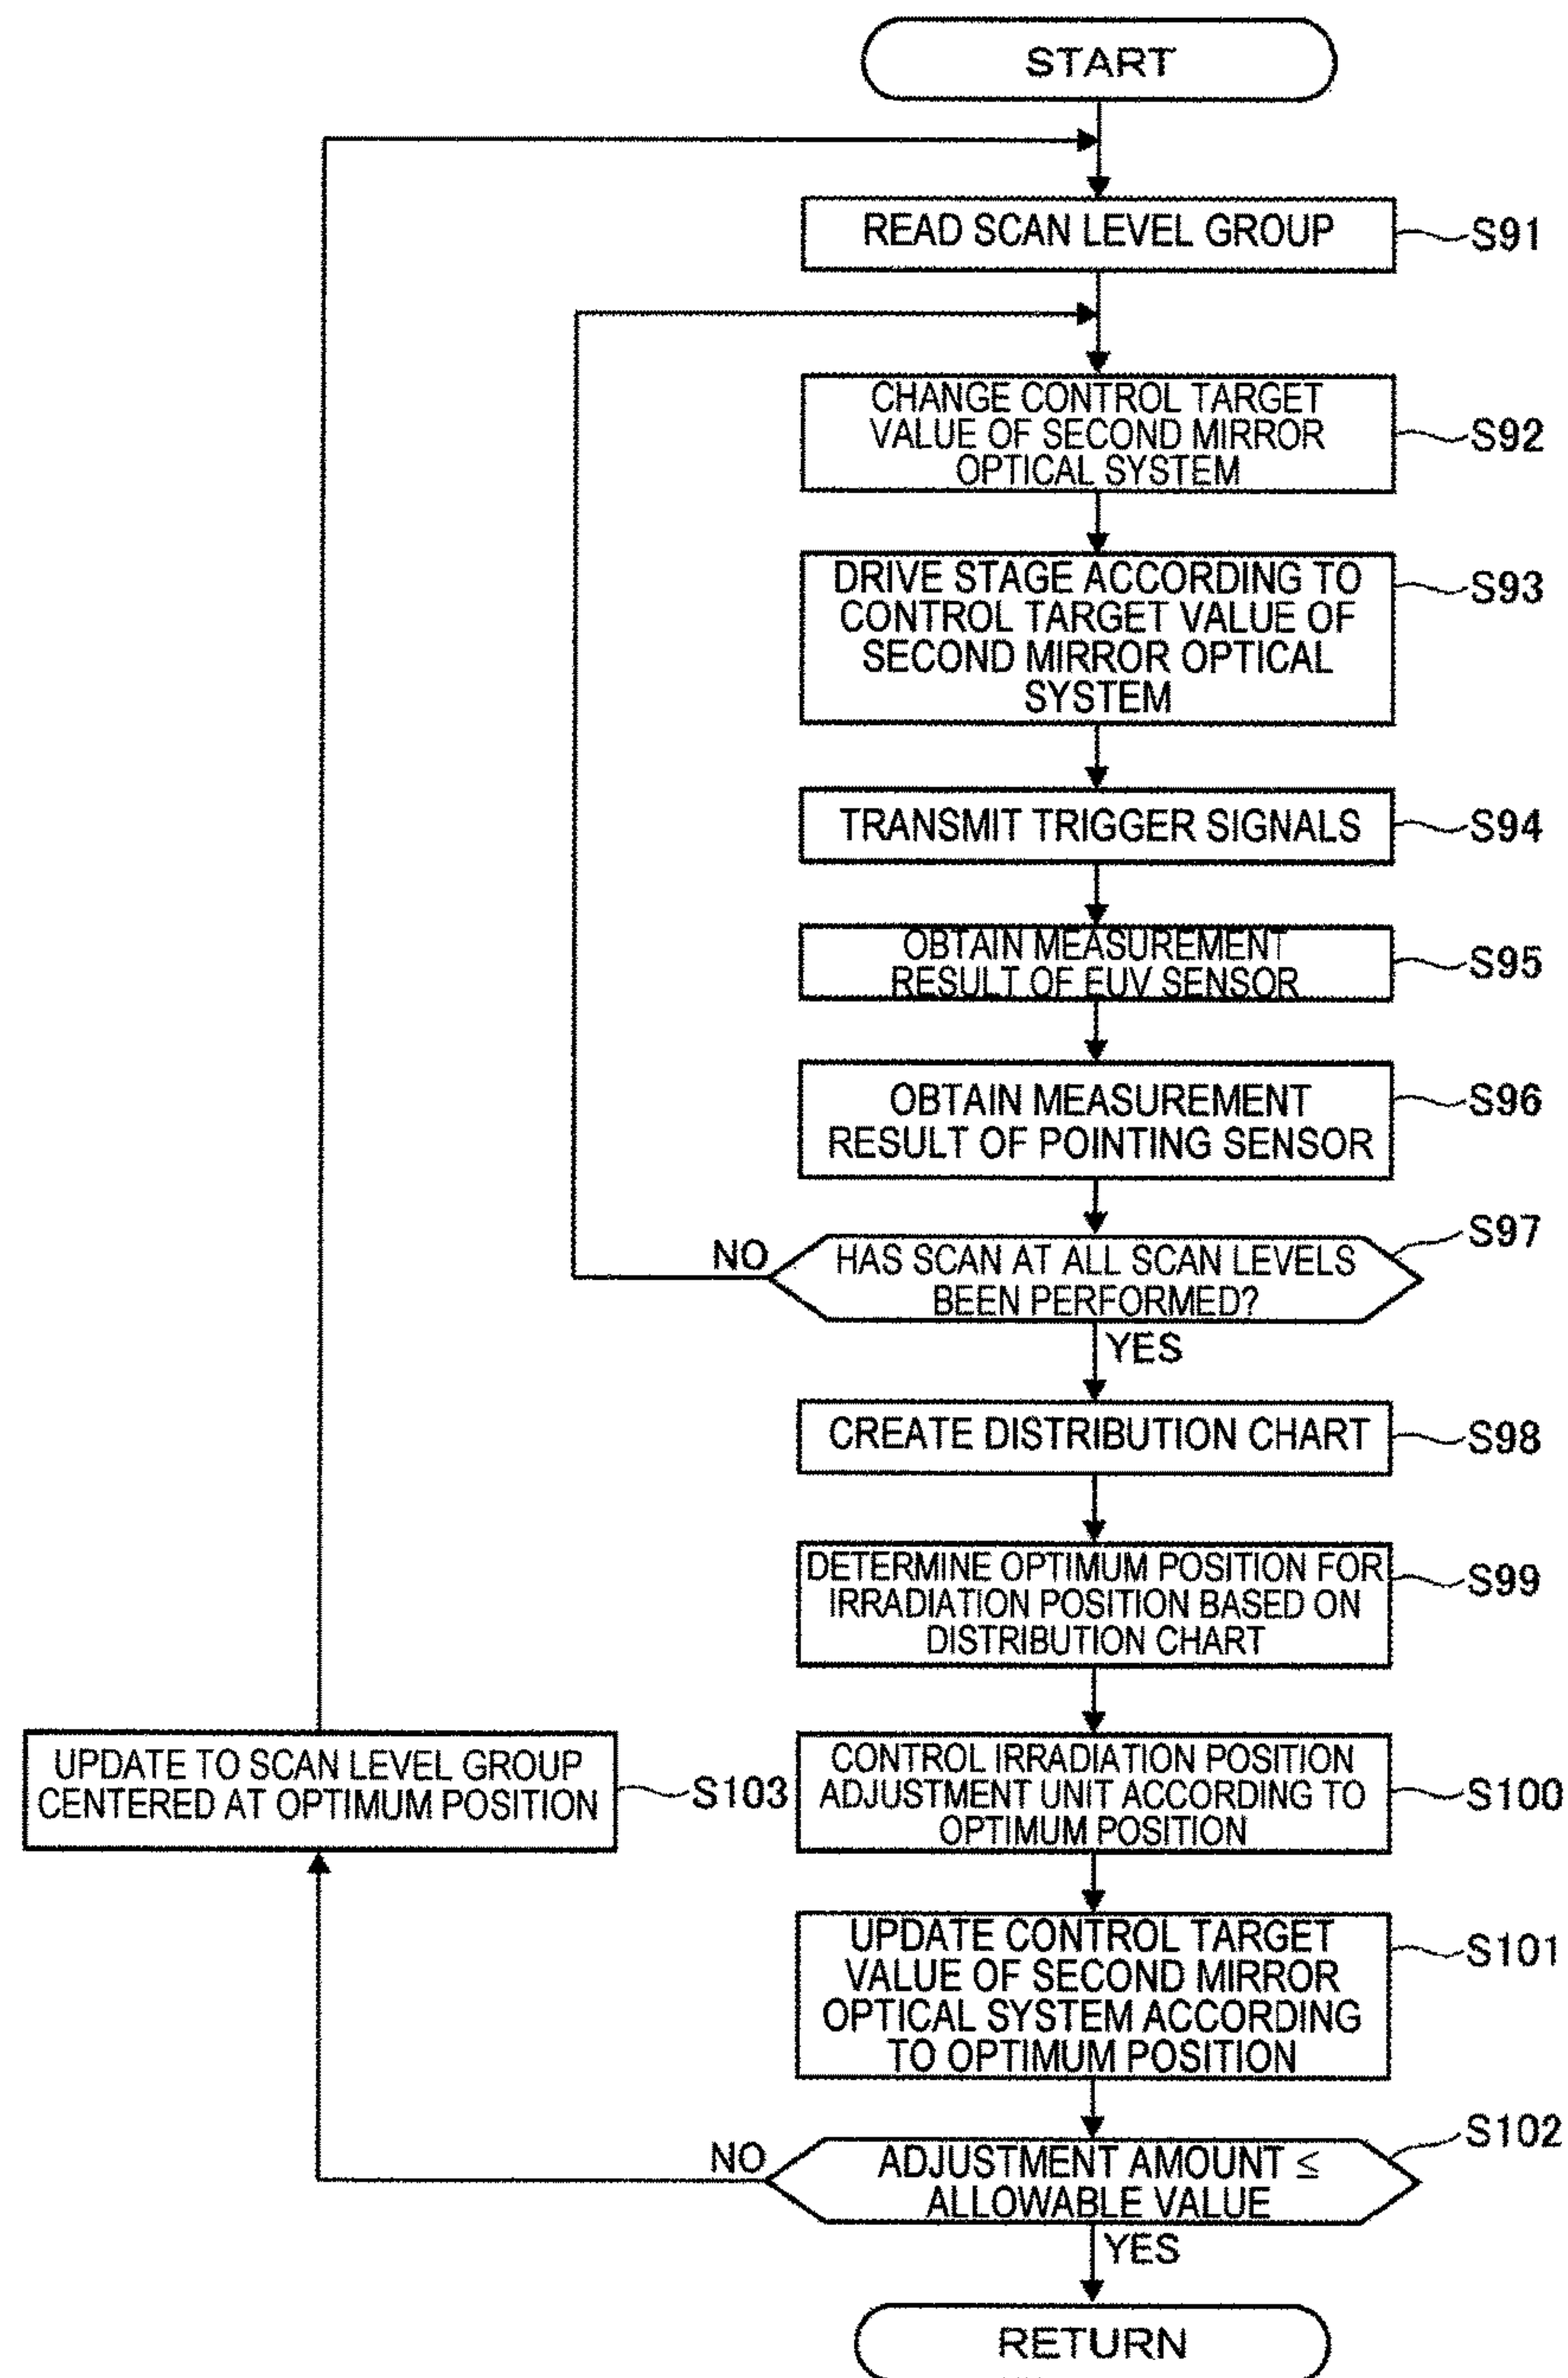 START
READ SCAN LEVEL GROUP
S91
CHANGE CONTROL TARGET
VALUE OF SECOND MIRROR
OPTICAL SYSTEM
S92
DRIVE STAGE ACCORDING TO
CONTROL TARGET VALUE OF
SECOND MIRROR OPTICAL
SYSTEM
S93
TRANSMIT TRIGGER SIGNALS
S94
OBTAIN MEASUREMENT
RESULT OF EUV SENSOR
S95
OBTAIN MEASUREMENT
RESULT OF POINTING SENSOR
S96
HAS SCAN AT ALL SCAN LEVELS
BEEN PERFORMED?
S97
NO
YES
CREATE DISTRIBUTION CHART
S98
DETERMINE OPTIMUM POSITION FOR
IRRADIATION POSITION BASED ON
DISTRIBUTION CHART
S99
CONTROL IRRADIATION POSITION
ADJUSTMENT UNIT ACCORDING TO
OPTIMUM POSITION
S100
UPDATE TO SCAN LEVEL GROUP
CENTERED AT OPTIMUM POSITION
S103
UPDATE CONTROL TARGET
VALUE OF SECOND MIRROR
OPTICAL SYSTEM ACCORDING
TO OPTIMUM POSITION
S101
ADJUSTMENT AMOUNT ≤
ALLOWABLE VALUE
S102
NO
YES
RETURN